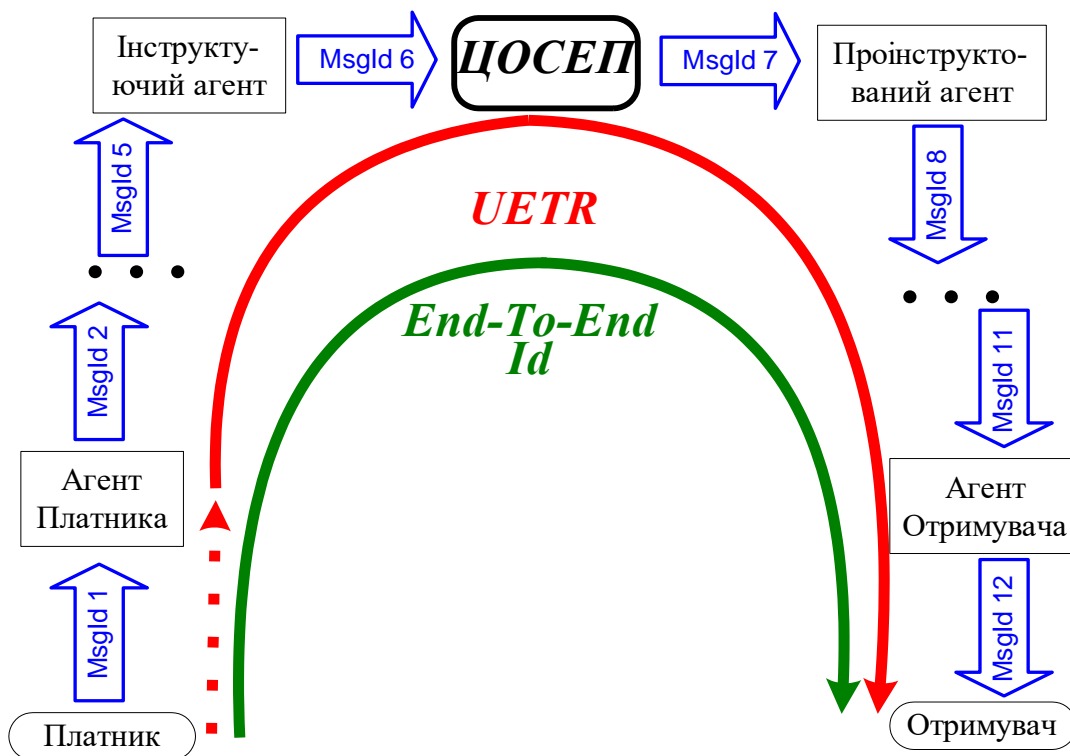 Інструкту-
ючий агент
MsgId 6
ЦОСЕП
MsgId 7
Проінструкто-
ваний агент
MsgId 5
MsgId 8
UETR
MsgId 2
End-To-End
Id
MsgId 11
Агент
Платника
Агент
Отримувача
MsgId 1
MsgId 12
Платник
Отримувач